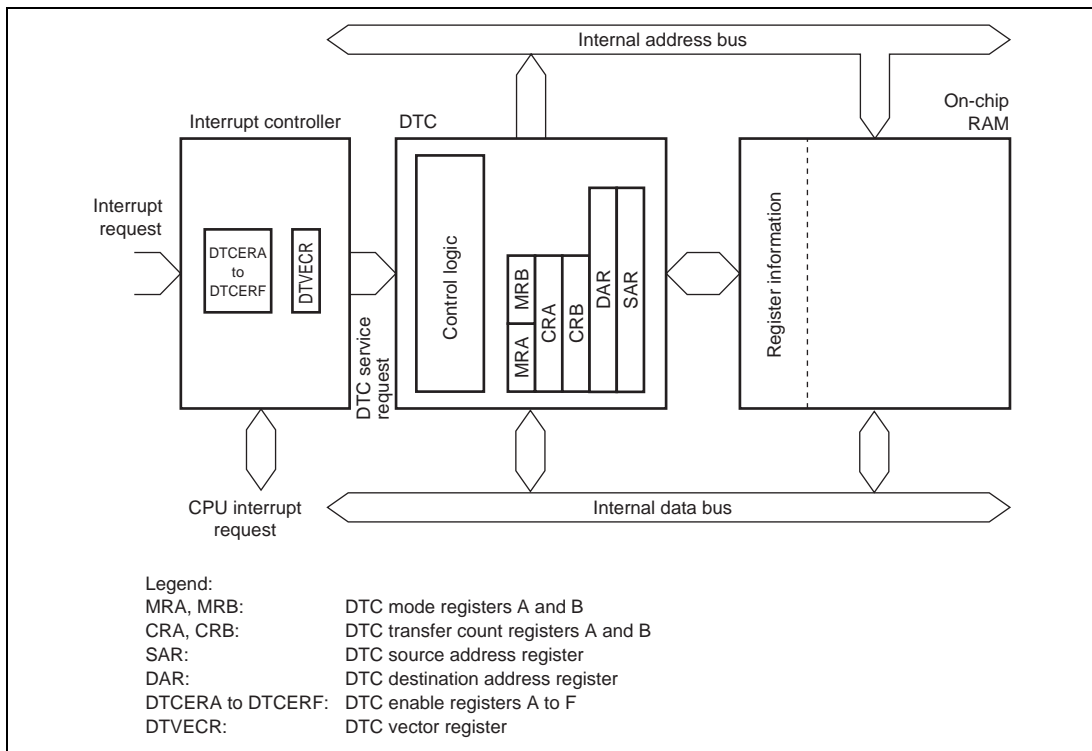 Internal address bus
Interrupt controller
DTC
On-chip
RAM
Interrupt
request
DTCERA
to
DTCERF
DTVECR
DTC service
request
Control logic
MRA
MRB
CRA
CRB
DAR
SAR
Register information
CPU interrupt
request
Internal data bus
Legend:
MRA, MRB: DTC mode registers A and B
CRA, CRB: DTC transfer count registers A and B
SAR: DTC source address register
DAR: DTC destination address register
DTCERA to DTCERF: DTC enable registers A to F
DTVECR: DTC vector register